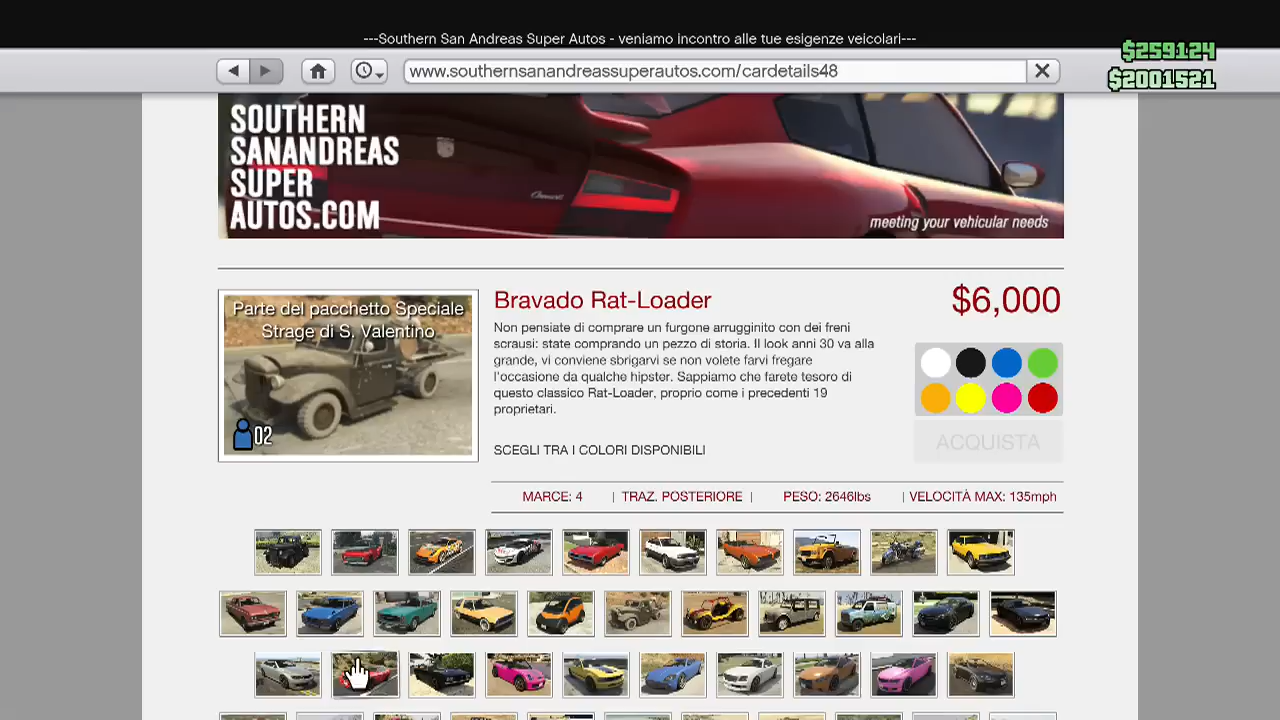 ---Southern San Andreas Super Autos - veniamo incontro alle tue esigenze veicolari---
$259124
$2001521
www.southernsanandreassuperautos.com/cardetails48
SOUTHERN
SANANDREAS
SUPER
AUTOS.COM
meeting your vehicular needs
Parte del pacchetto Speciale
Strage di S. Valentino
02
Bravado Rat-Loader
$6,000
Non pensiate di comprare un furgone arrugginito con dei freni
scrausi: state comprando un pezzo di storia. Il look anni 30 va alla
grande, vi conviene sbrigarvi se non volete farvi fregare
l'occasione da qualche hipster. Sappiamo che farete tesoro di
questo classico Rat-Loader, proprio come i precedenti 19
proprietari.
SCEGLI TRA I COLORI DISPONIBILI
ACQUISTA
MARCE: 4 | TRAZ. POSTERIORE | PESO: 2646lbs | VELOCITÀ MAX: 135mph